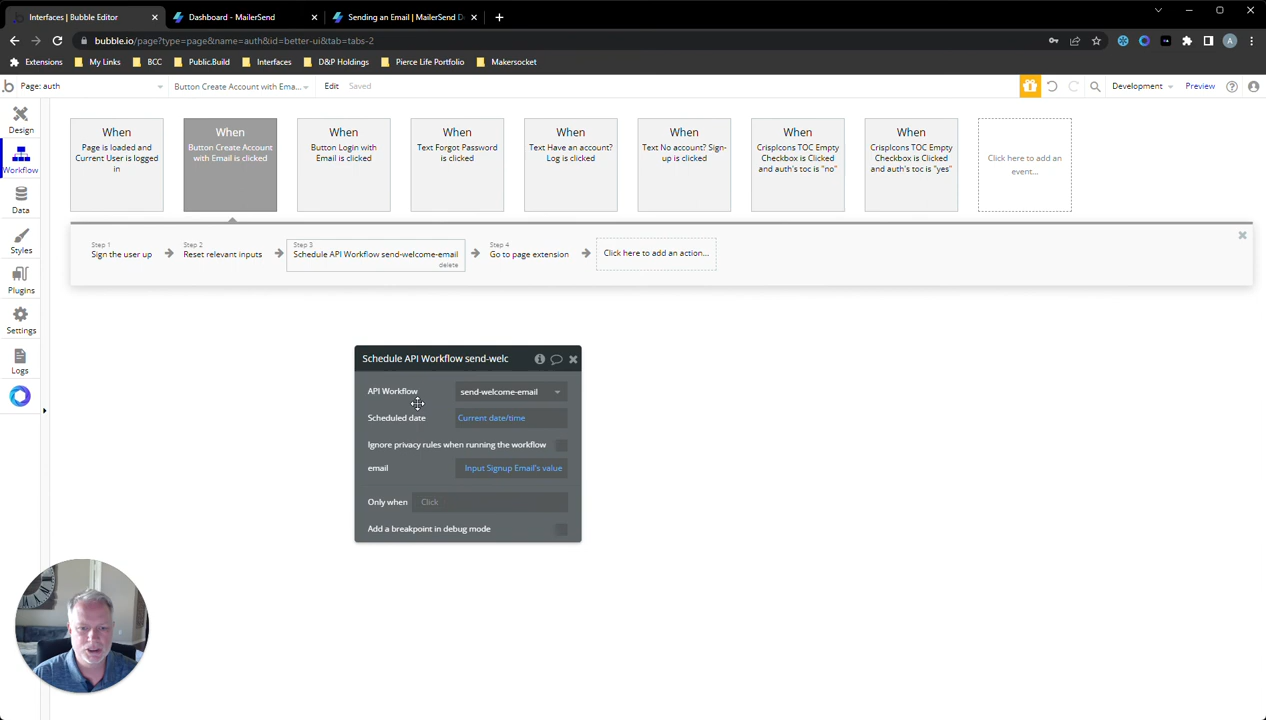 Interfaces | Bubble Editor
Dashboard - MailerSend
Sending an Email | MailerSend D
bubble.io/page?type=page&name=auth&id=better-ui&tab=tabs-2
A
Extensions
My Links
BCC
Public.Build
Interfaces
D&P Holdings
Pierce Life Portfolio
Makersocket
Page: auth
Button Create Account with Ema...
Edit
Saved
Development
Preview
Design
Workflow
Data
Styles
Plugins
Settings
Logs
When
Page is loaded and
Current User is logged
in
When
Button Create Account
with Email is clicked
When
Button Login with
Email is clicked
When
Text Forgot Password
is clicked
When
Text Have an account?
Log is clicked
When
Text No account? Sign-
up is clicked
When
CrispIcons TOC Empty
Checkbox is Clicked
and auth's toc is "no"
When
CrispIcons TOC Empty
Checkbox is Clicked
and auth's toc is "yes"
Click here to add an
event...
Step 1
Sign the user up
Step 2
Reset relevant inputs
Step 3
Schedule API Workflow send-welcome-email
delete
Step 4
Go to page extension
Click here to add an action...
Schedule API Workflow send-welc
API Workflow
send-welcome-email
Scheduled date
Current date/time
Ignore privacy rules when running the workflow
email
Input Signup Email's value
Only when
Click
Add a breakpoint in debug mode